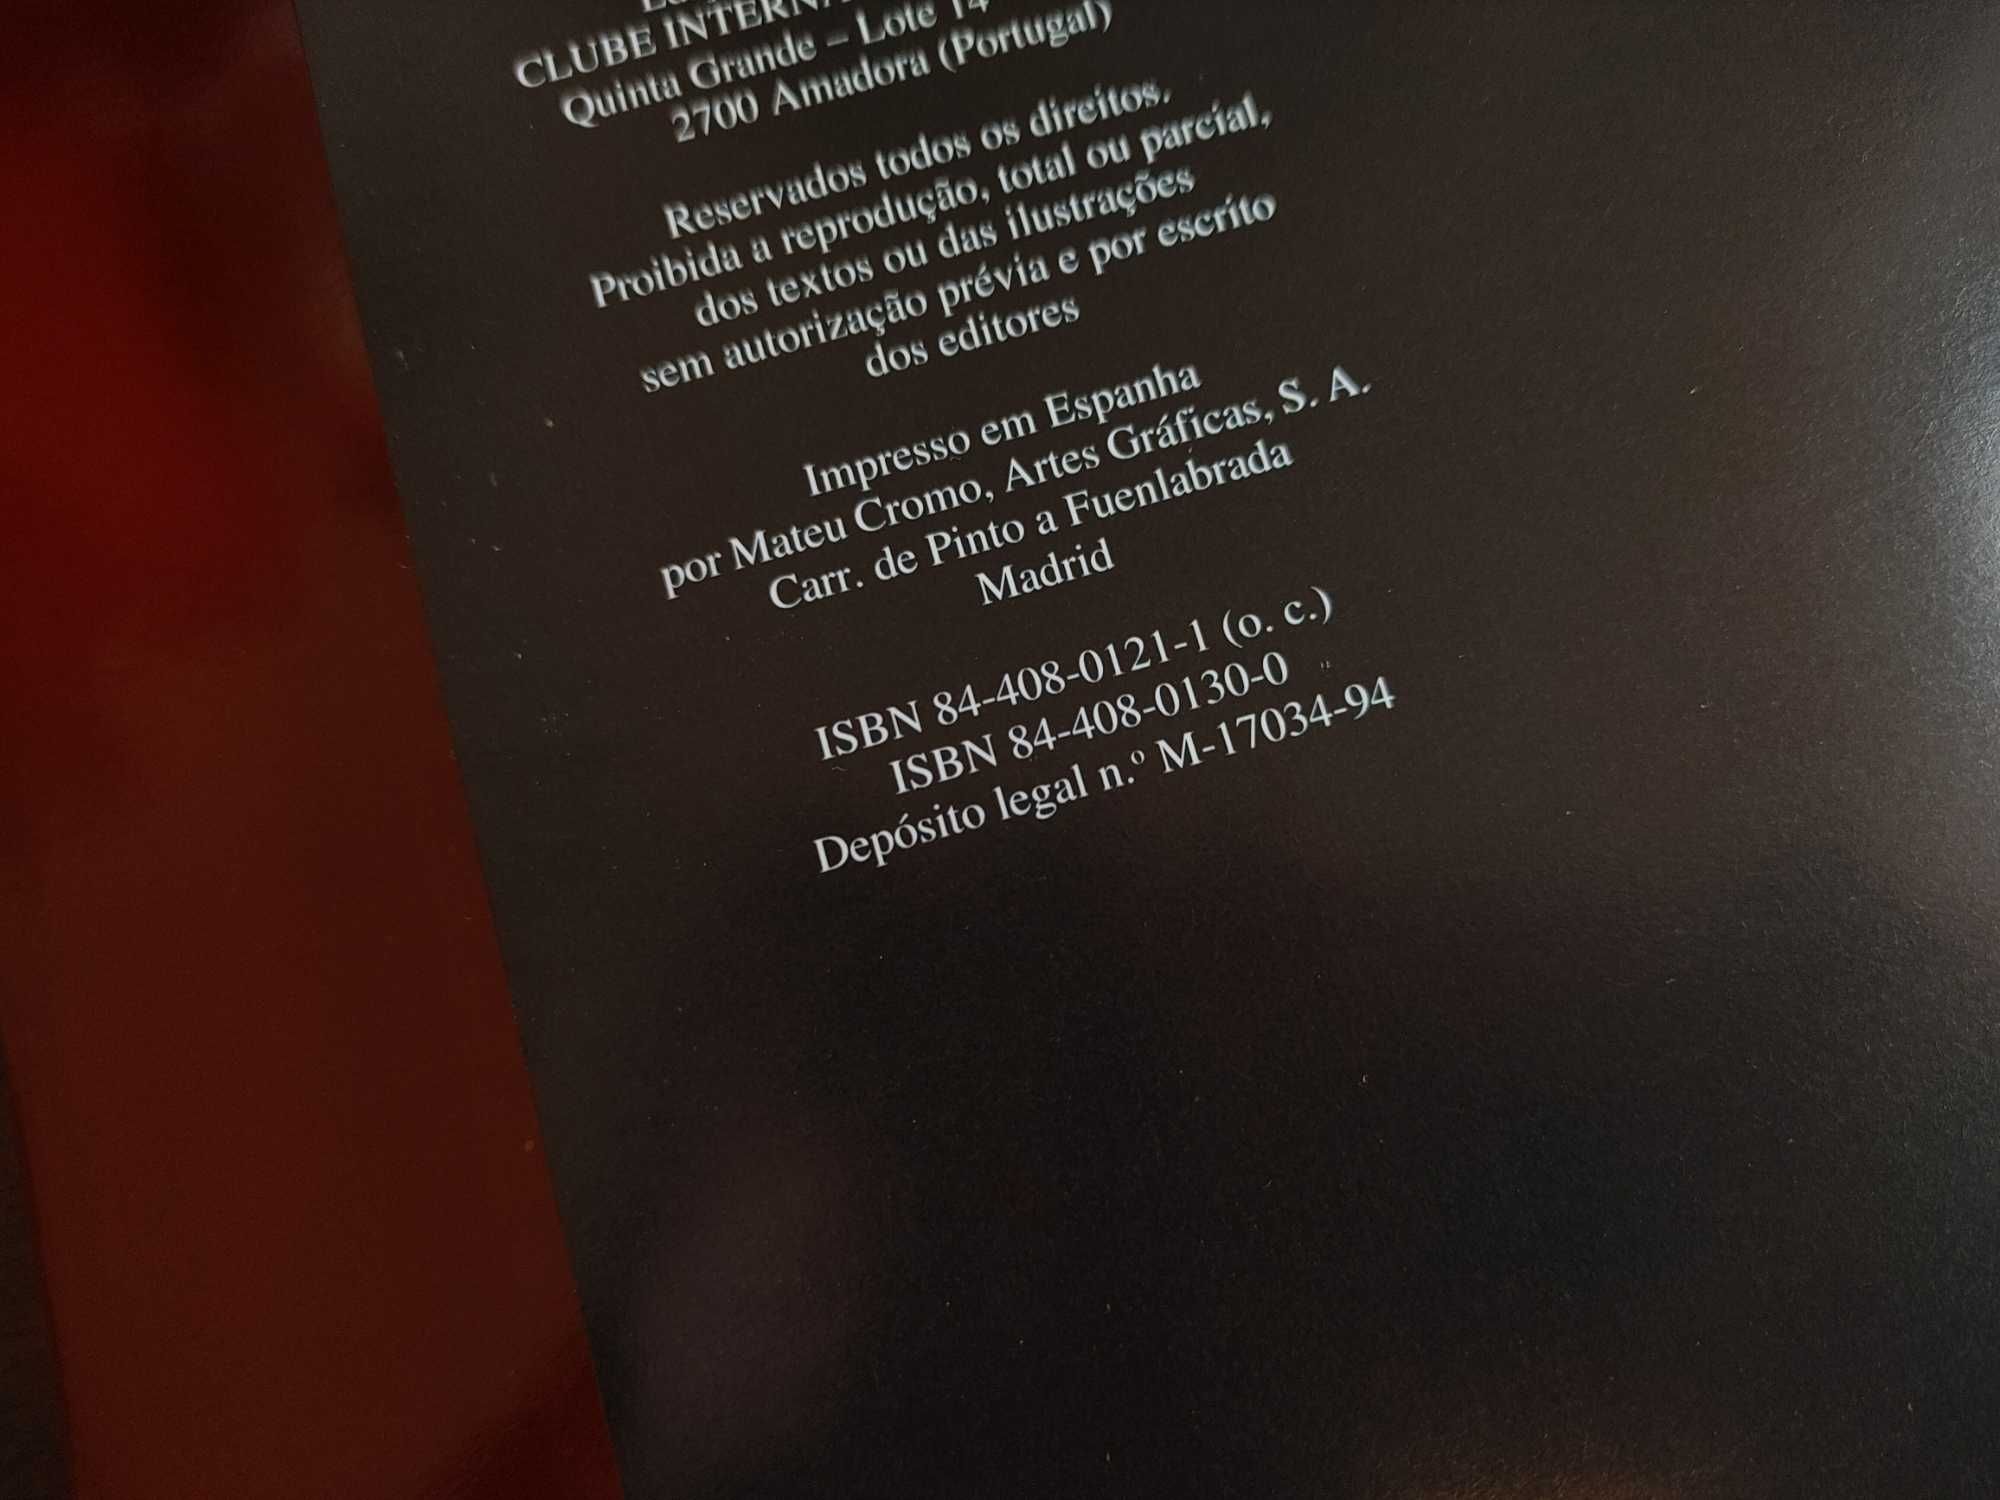 CLUBE
Quinta Grande – Lote 14
2700 Amadora (Portugal)
Reservados todos os direitos.
Proibida a reprodução, total ou parcial,
dos textos ou das ilustrações
sem autorização prévia e por escrito
dos editores
Impresso em Espanha
por Mateu Cromo, Artes Gráficas, S. A.
Carr. de Pinto a Fuenlabrada
Madrid
ISBN 84-408-0121-1 (o. c.)
ISBN 84-408-0130-0
Depósito legal n.º M-17034-94